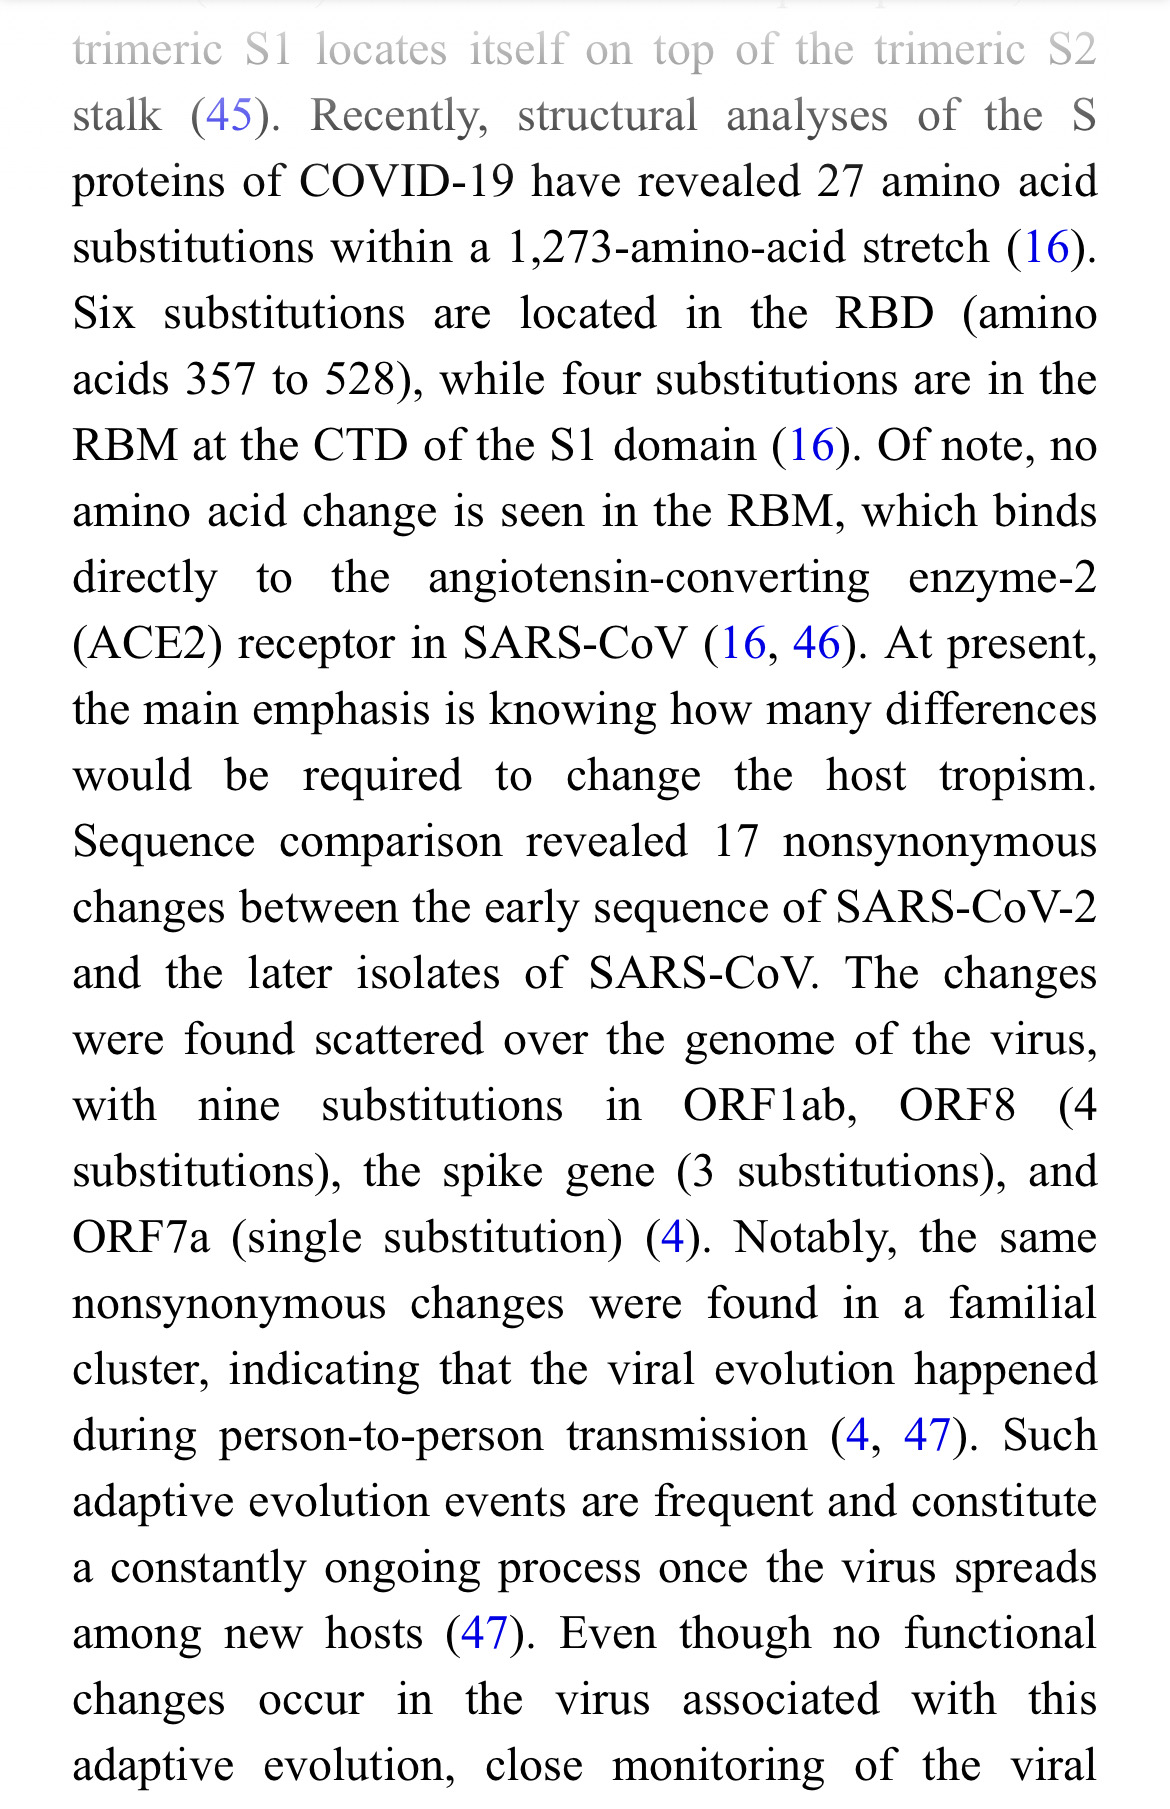 trimeric S1 locates itself on top of the trimeric S2
stalk (45). Recently, structural analyses of the S
proteins of COVID-19 have revealed 27 amino acid
substitutions within a 1,273-amino-acid stretch (16).
Six substitutions are located in the RBD (amino
acids 357 to 528), while four substitutions are in the
RBM at the CTD of the S1 domain (16). Of note, no
amino acid change is seen in the RBM, which binds
directly to the angiotensin-converting enzyme-2
(ACE2) receptor in SARS-CoV (16, 46). At present,
the main emphasis is knowing how many differences
would be required to change the host tropism.
Sequence comparison revealed 17 nonsynonymous
changes between the early sequence of SARS-CoV-2
and the later isolates of SARS-CoV. The changes
were found scattered over the genome of the virus,
with nine substitutions in ORF1ab, ORF8 (4
substitutions), the spike gene (3 substitutions), and
ORF7a (single substitution) (4). Notably, the same
nonsynonymous changes were found in a familial
cluster, indicating that the viral evolution happened
during person-to-person transmission (4, 47). Such
adaptive evolution events are frequent and constitute
a constantly ongoing process once the virus spreads
among new hosts (47). Even though no functional
changes occur in the virus associated with this
adaptive evolution, close monitoring of the viral